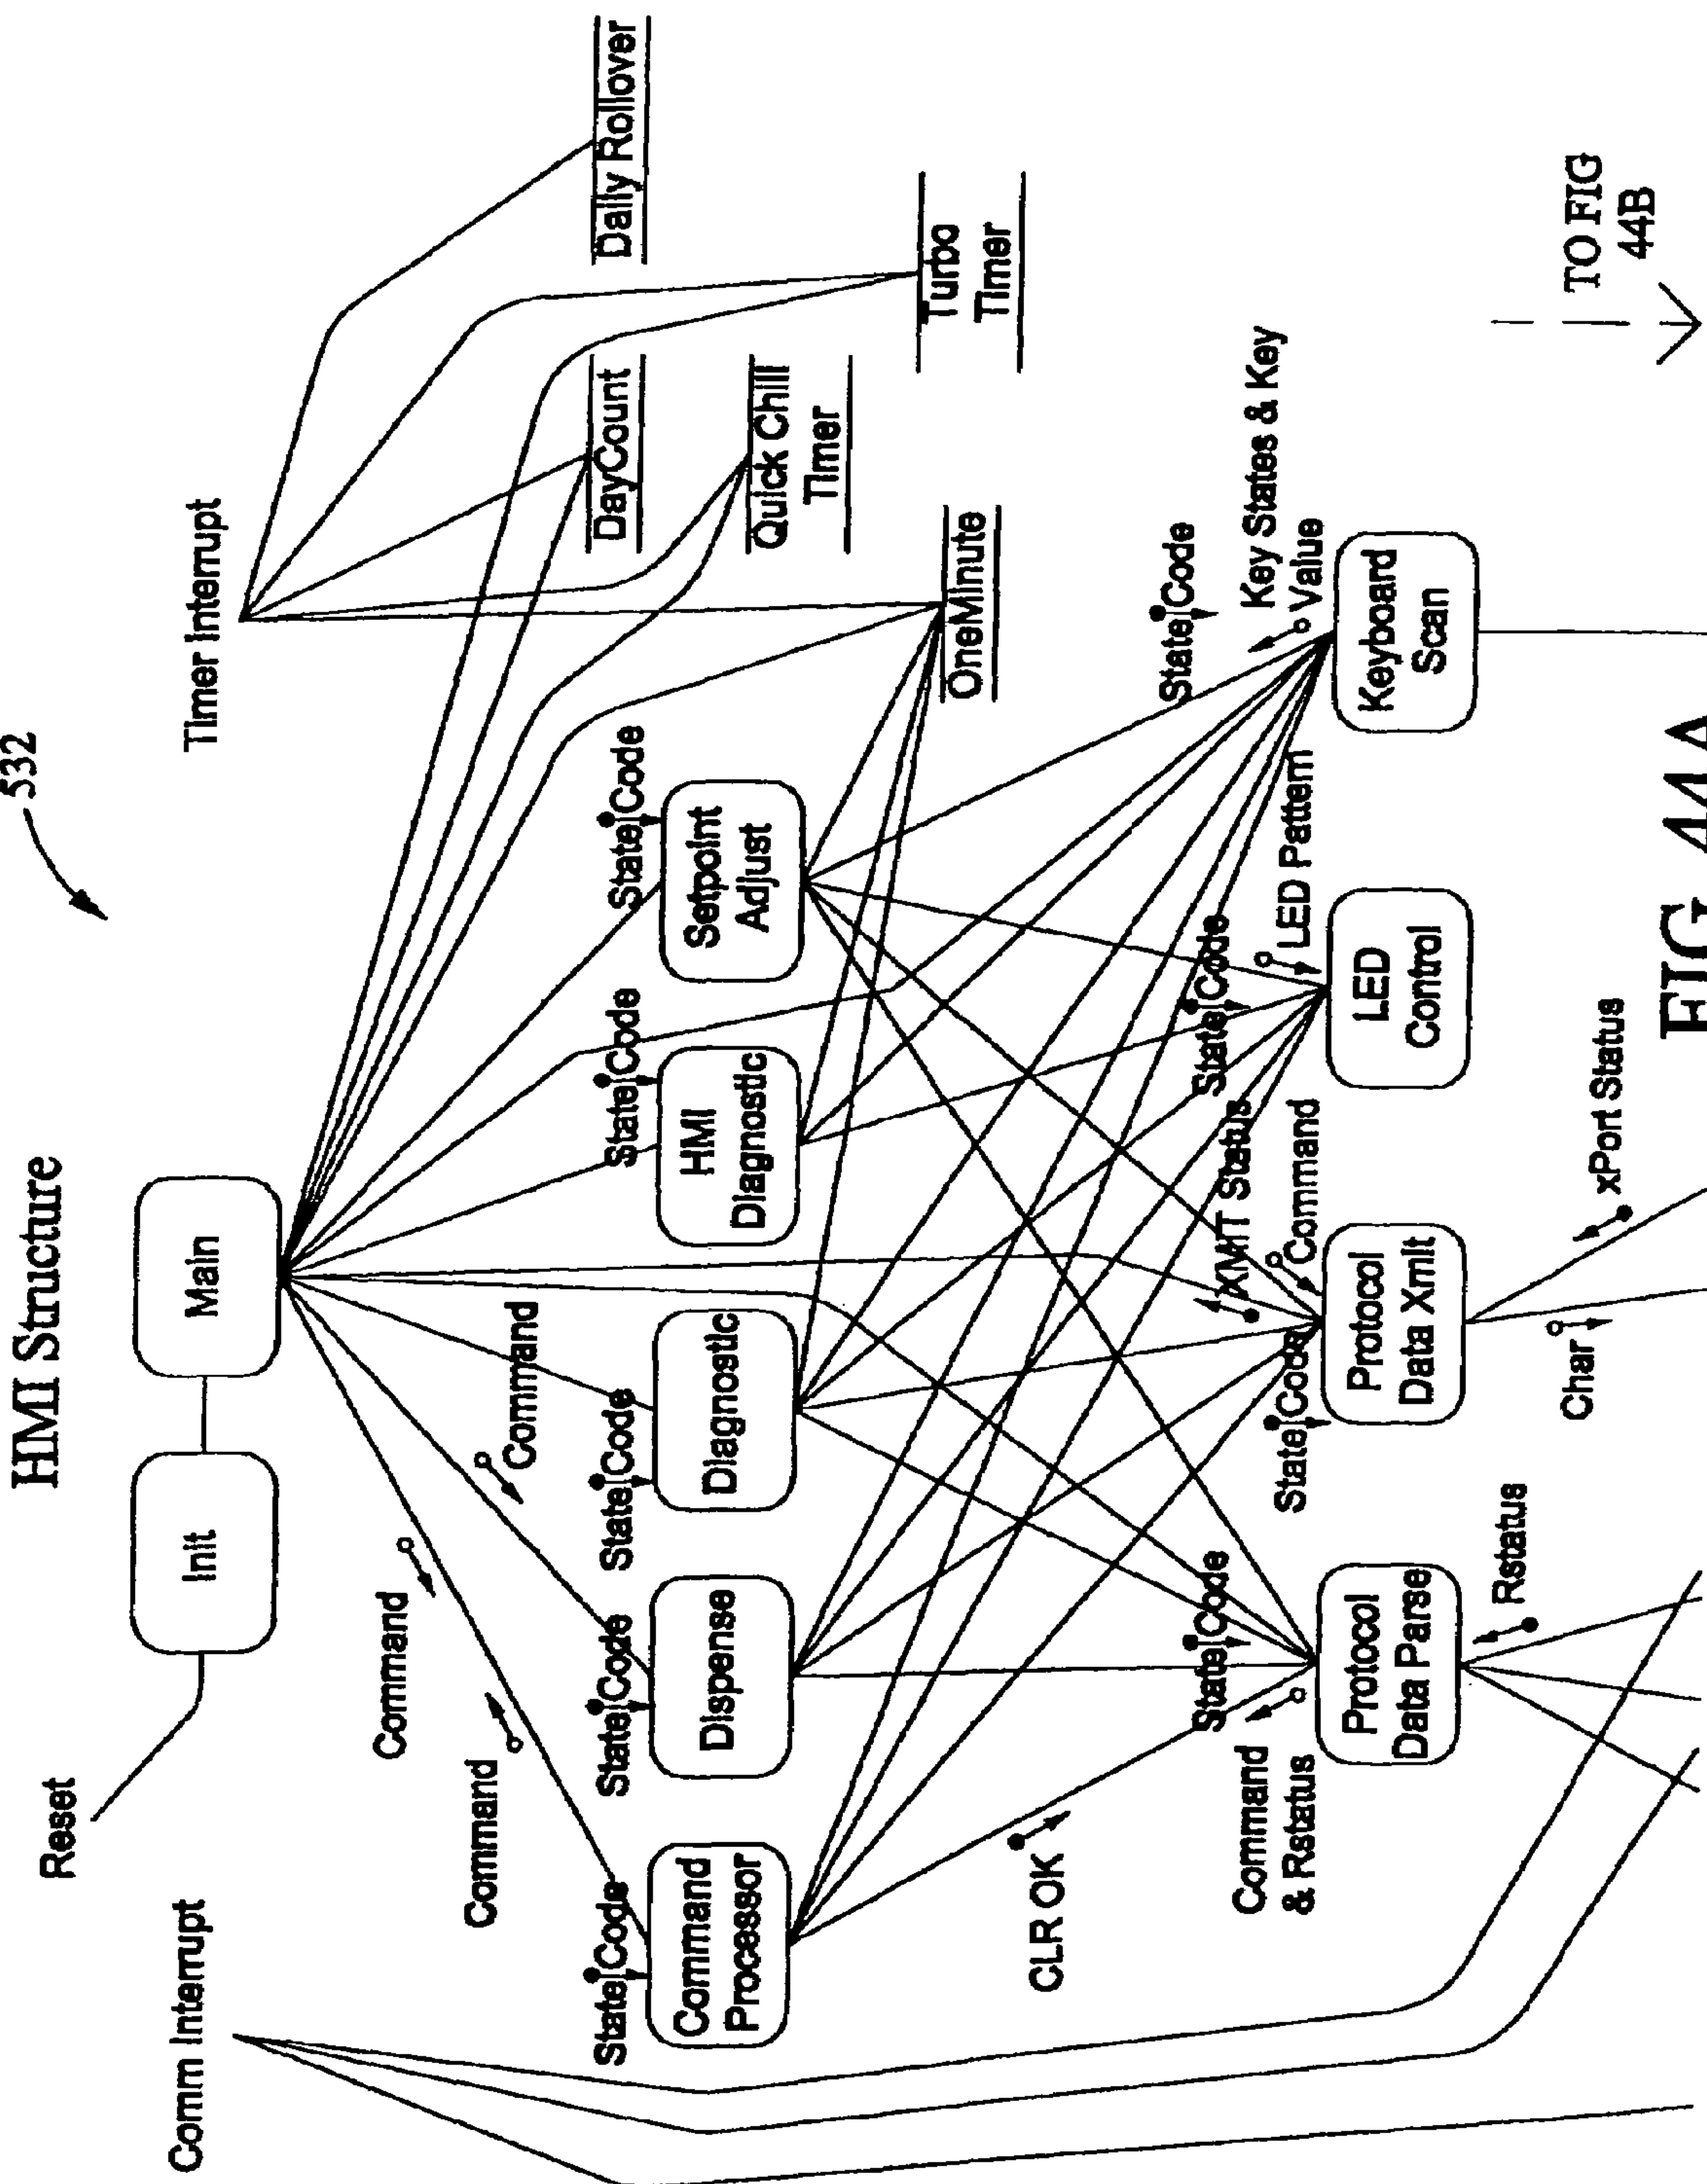 HMI Structure
532
Reset
Init
Main
Comm Interrupt
Timer Interrupt
Command
Command
Command
State Code
Command
Processor
State Code
Dispense
State Code
Diagnostic
State Code
HMI
Diagnostic
State Code
Setpoint
Adjust
DayCount
Daily Rollover
Quick Chill
Timer
OneMinute
Turbo
Timer
CLR OK
Command
& Rstatus
State Code
Protocol
Data Parse
Rstatus
State Code
XMIT Status
Command
Protocol
Data Xmit
Char
xPort Status
State Code
LED Pattern
LED
Control
State Code
Key States & Key
Value
Keyboard
Scan
TO FIG
44B
FIG 44A